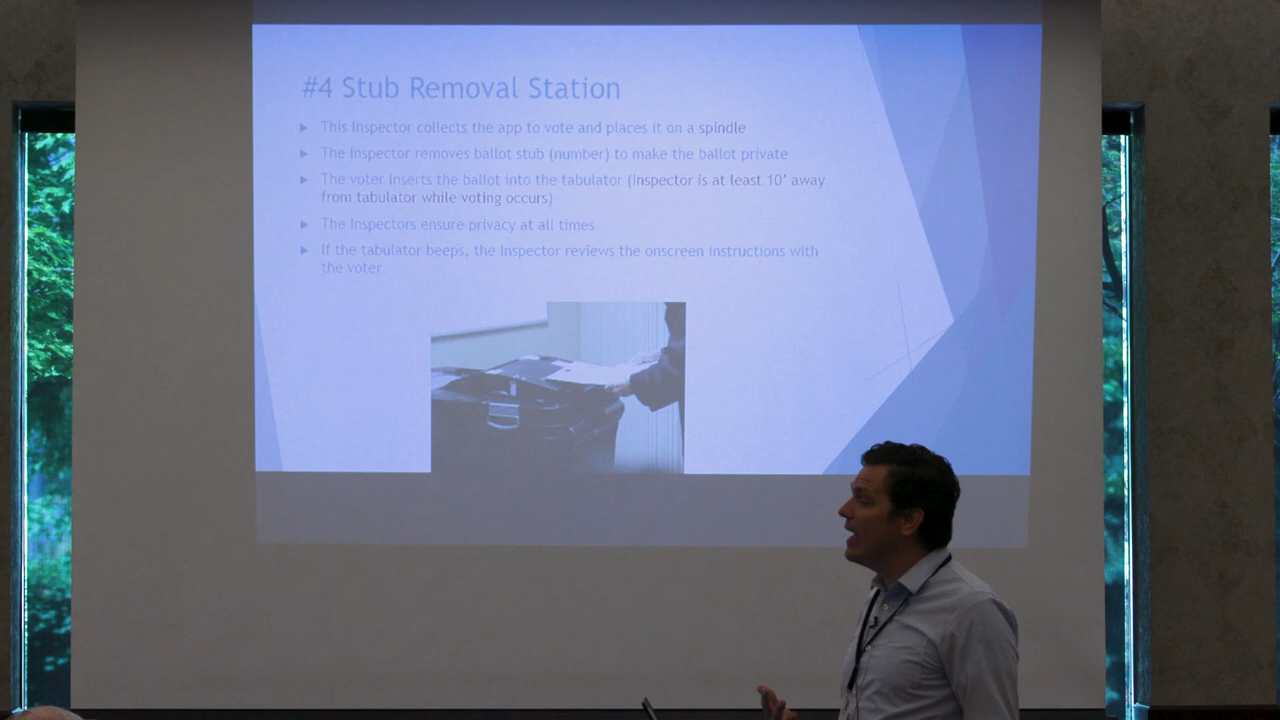 #4 Stub Removal Station
This Inspector collects the app to vote and places it on a spindle
The Inspector removes ballot stub (number) to make the ballot private
The voter inserts the ballot into the tabulator (Inspector is at least 10' away
from tabulator while voting occurs)
The Inspectors ensure privacy at all times
If the tabulator beeps, the Inspector reviews the onscreen instructions with
the voter